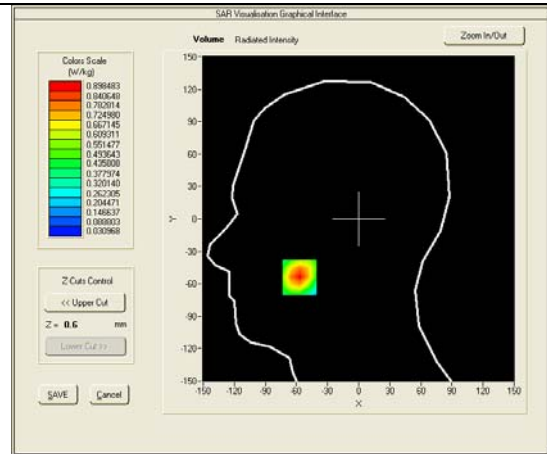 SAR Visualisation Graphical Interface
Volume Radiated Intensity
Zoom In/Out
Colors Scale
(W/kg)
0.898483
0.840648
0.782814
0.724980
0.667145
0.609311
0.551477
0.493643
0.435808
0.377974
0.320140
0.262305
0.204471
0.146637
0.088803
0.030968
Z Cuts Control
<< Upper Cut
Z = 0.6 mm
Lower Cut >>
SAVE Cancel
150
120
90
60
30
0
-30
-60
-90
-120
-150
Y
-150 -120 -90 -60 -30 0 30 60 90 120 150
X